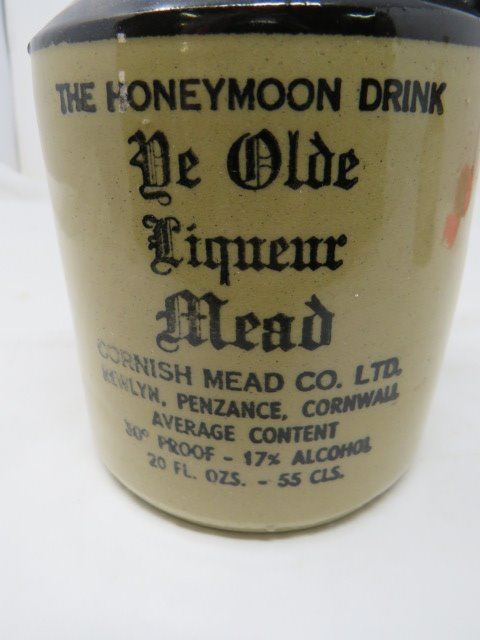 THE HONEYMOON DRINK
Ye Olde
Liqueur
Mead
CORNISH MEAD CO. LTD.
NEWLYN, PENZANCE, CORNWALL
AVERAGE CONTENT
30° PROOF - 17% ALCOHOL
20 FL. OZS. - 55 CLS.